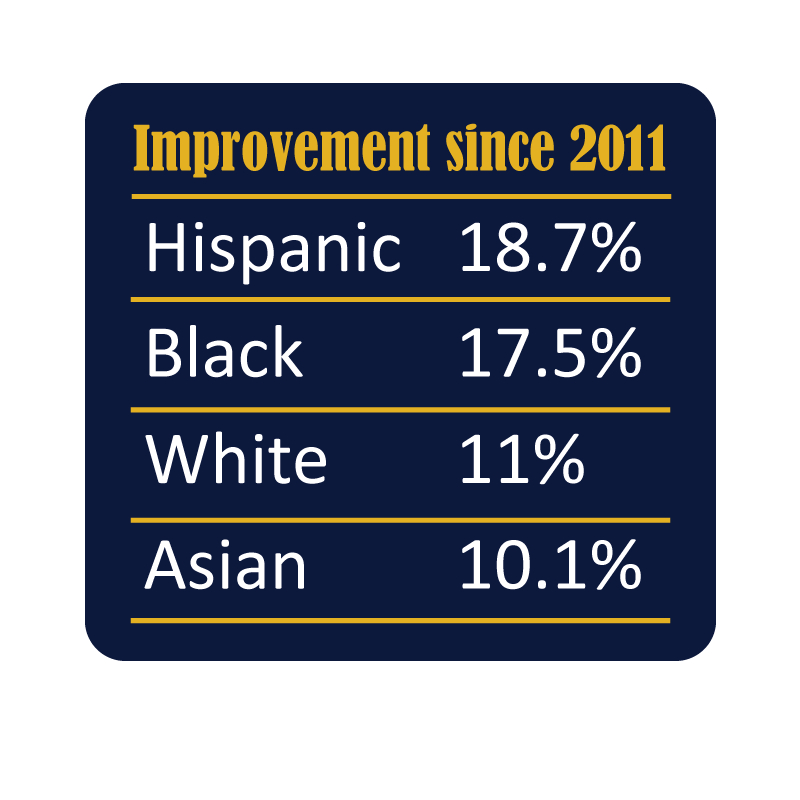 Improvement since 2011
Hispanic 18.7%
Black 17.5%
White 11%
Asian 10.1%